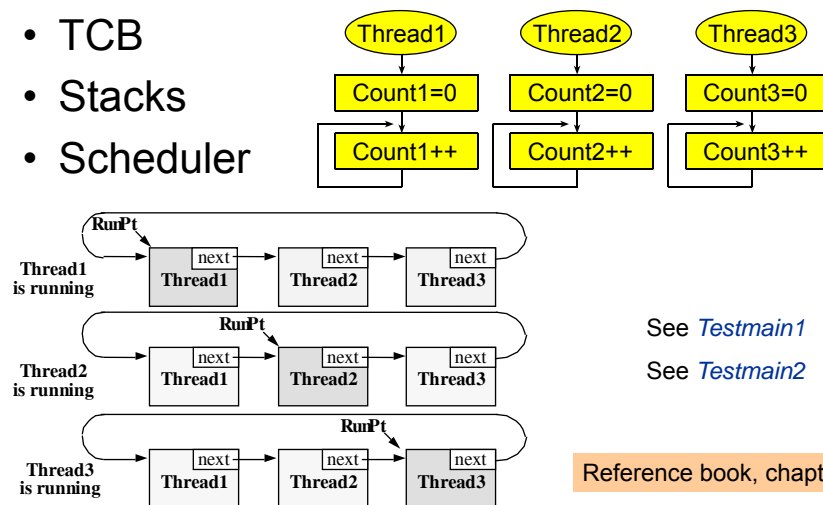 • TCB
• Stacks
• Scheduler
Thread1
Thread2
Thread3
Count1=0
Count2=0
Count3=0
Count1++
Count2++
Count3++
RunPt
Thread1
is running
next
Thread1
next
Thread2
next
Thread3
RunPt
Thread2
is running
next
Thread1
next
Thread2
next
Thread3
RunPt
Thread3
is running
next
Thread1
next
Thread2
next
Thread3
See Testmain1
See Testmain2
Reference book, chapt